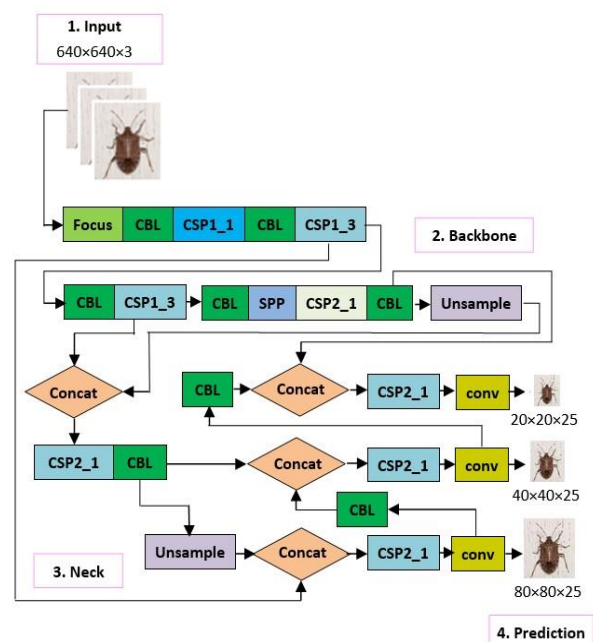 1. Input
640×640×3
Focus
CBL
CSP1_1
CBL
CSP1_3
2. Backbone
CBL
CSP1_3
CBL
SPP
CSP2_1
CBL
Unsample
Concat
CBL
Concat
CSP2_1
conv
20×20×25
CSP2_1
CBL
Concat
CSP2_1
conv
40×40×25
CBL
Unsample
Concat
CSP2_1
conv
80×80×25
3. Neck
4. Prediction